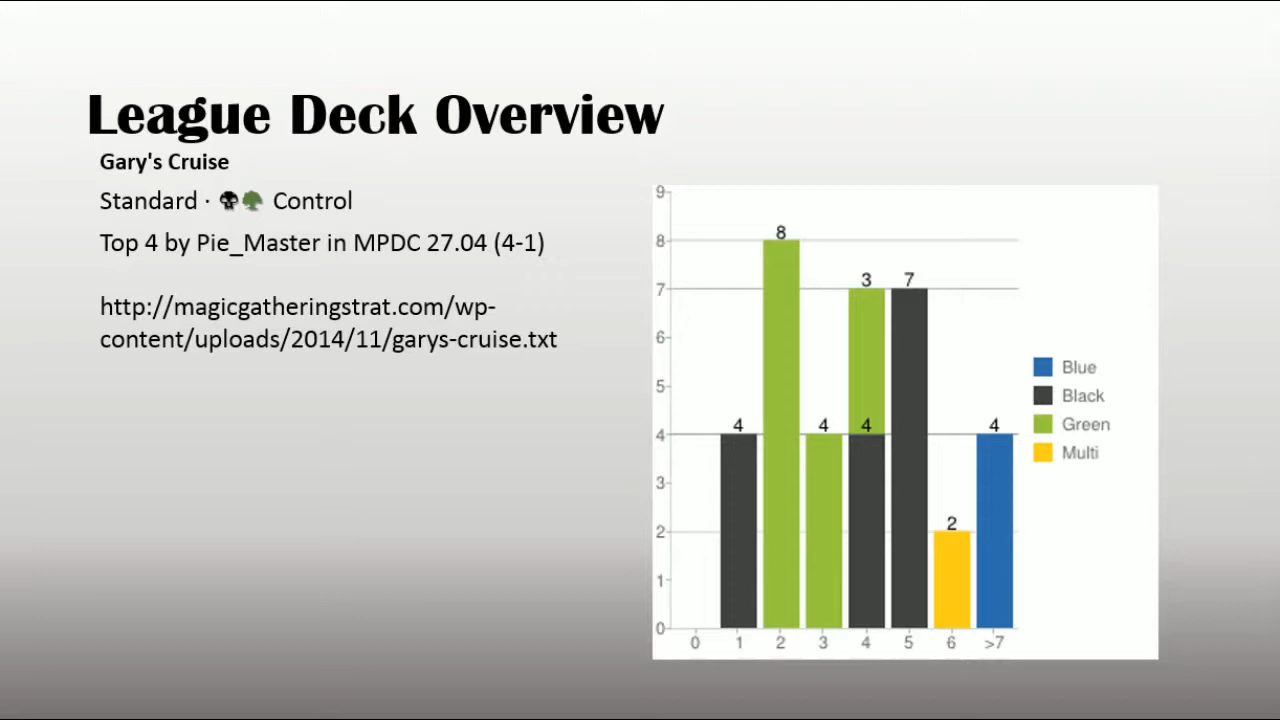 League Deck Overview
Gary's Cruise
Standard · Control
Top 4 by Pie_Master in MPDC 27.04 (4-1)
http://magicgatheringstrat.com/wp-
content/uploads/2014/11/garys-cruise.txt
9
8
7
6
5
4
3
2
1
0
4
8
4
3
4
7
2
4
0 1 2 3 4 5 6 >7
Blue
Black
Green
Multi